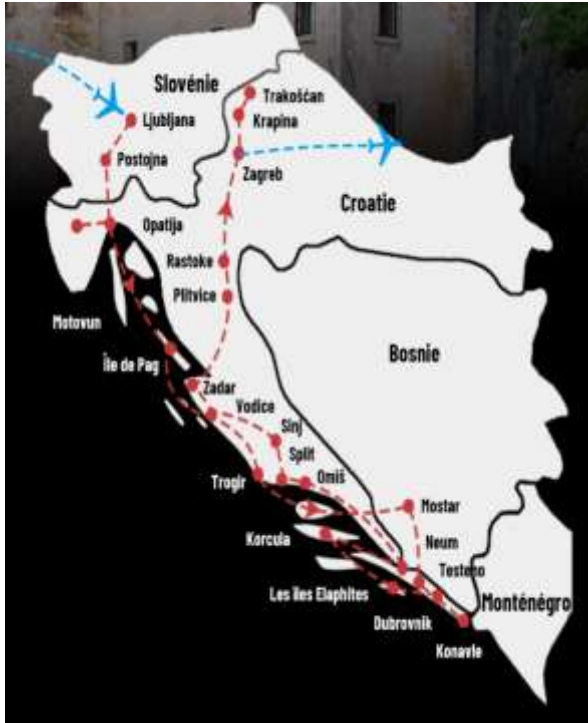 Slovénie
Trakošćan
Ljubljana
Krapina
Postojna
Zagreb
Croatie
Opatija
Rastoke
Plitvice
Motovun
Bosnie
Île de Pag
Zadar
Vodice
Sinj
Split
Omiš
Trogir
Mostar
Korcula
Neum
Testeno
Les îles Elaphites
Monténégro
Dubrovnik
Konavle